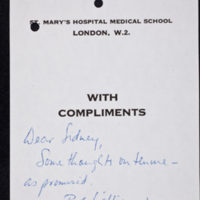 ST. MARY'S HOSPITAL MEDICAL SCHOOL
LONDON, W.2.
WITH
COMPLIMENTS
Dear Sidney,
Some thoughts on tenure –
as promised.